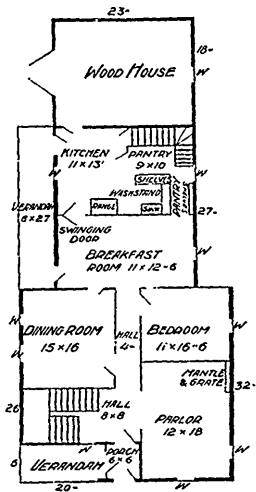 23-
18-
WOOD HOUSE
W
KITCHEN
11 X 13'
PANTRY
9 X 10
SHELVES
W
W
WASHSTAND
PANTRY
VERANDAH
8 X 27
RANGE
SINK
27-
SWINGING
DOOR
BREAKFAST
ROOM 11 X 12-6
W
W
DINING ROOM
15 X 16
HALL
4-
BEDROOM
11 X 16-6
W
W
MANTLE
& GRATE
32-
26
HALL
8 X 8
PARLOR
12 X 18
W
W
6
VERANDAH
PORCH
6 X 6
20-
W